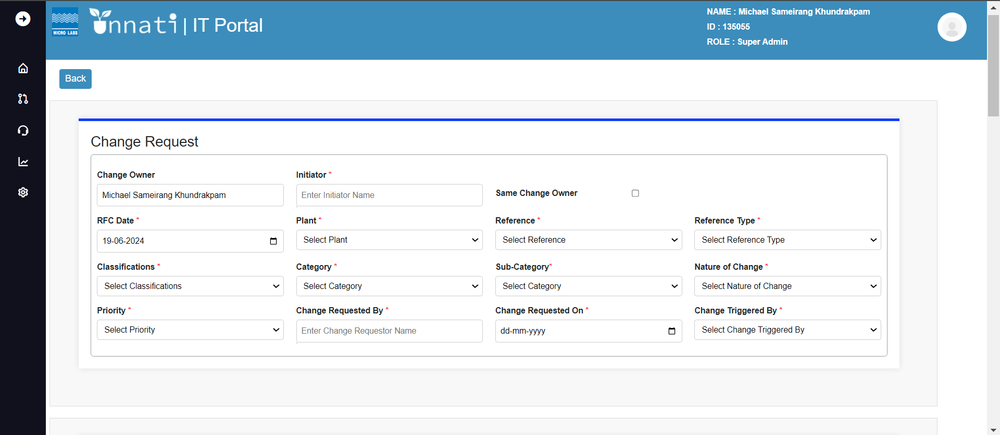 MICRO LABS
Unnati | IT Portal
NAME : Michael Sameirang Khundrakpam
ID : 135055
ROLE : Super Admin
Back
Change Request
Change Owner
Michael Sameirang Khundrakpam
Initiator *
Enter Initiator Name
Same Change Owner
RFC Date *
19-06-2024
Plant *
Select Plant
Reference *
Select Reference
Reference Type *
Select Reference Type
Classifications *
Select Classifications
Category *
Select Category
Sub-Category*
Select Category
Nature of Change *
Select Nature of Change
Priority *
Select Priority
Change Requested By *
Enter Change Requestor Name
Change Requested On *
dd-mm-yyyy
Change Triggered By *
Select Change Triggered By